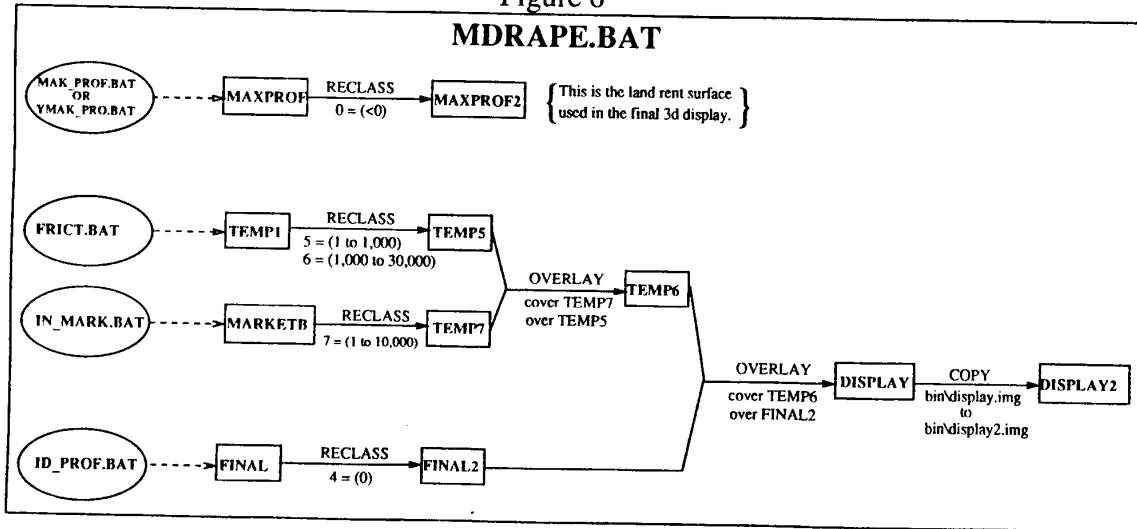 Figure 6
MDRAPE.BAT
MAK_PROF.BAT
OR
YMAK_PRO.BAT
MAXPROF
RECLASS
0 = (<0)
MAXPROF2
{ This is the land rent surface
used in the final 3d display. }
FRICT.BAT
TEMP1
RECLASS
5 = (1 to 1,000)
6 = (1,000 to 30,000)
TEMP5
IN_MARK.BAT
MARKETB
RECLASS
7 = (1 to 10,000)
TEMP7
OVERLAY
cover TEMP7
over TEMP5
TEMP6
ID_PROF.BAT
FINAL
RECLASS
4 = (0)
FINAL2
OVERLAY
cover TEMP6
over FINAL2
DISPLAY
COPY
bin\display.img
to
bin\display2.img
DISPLAY2